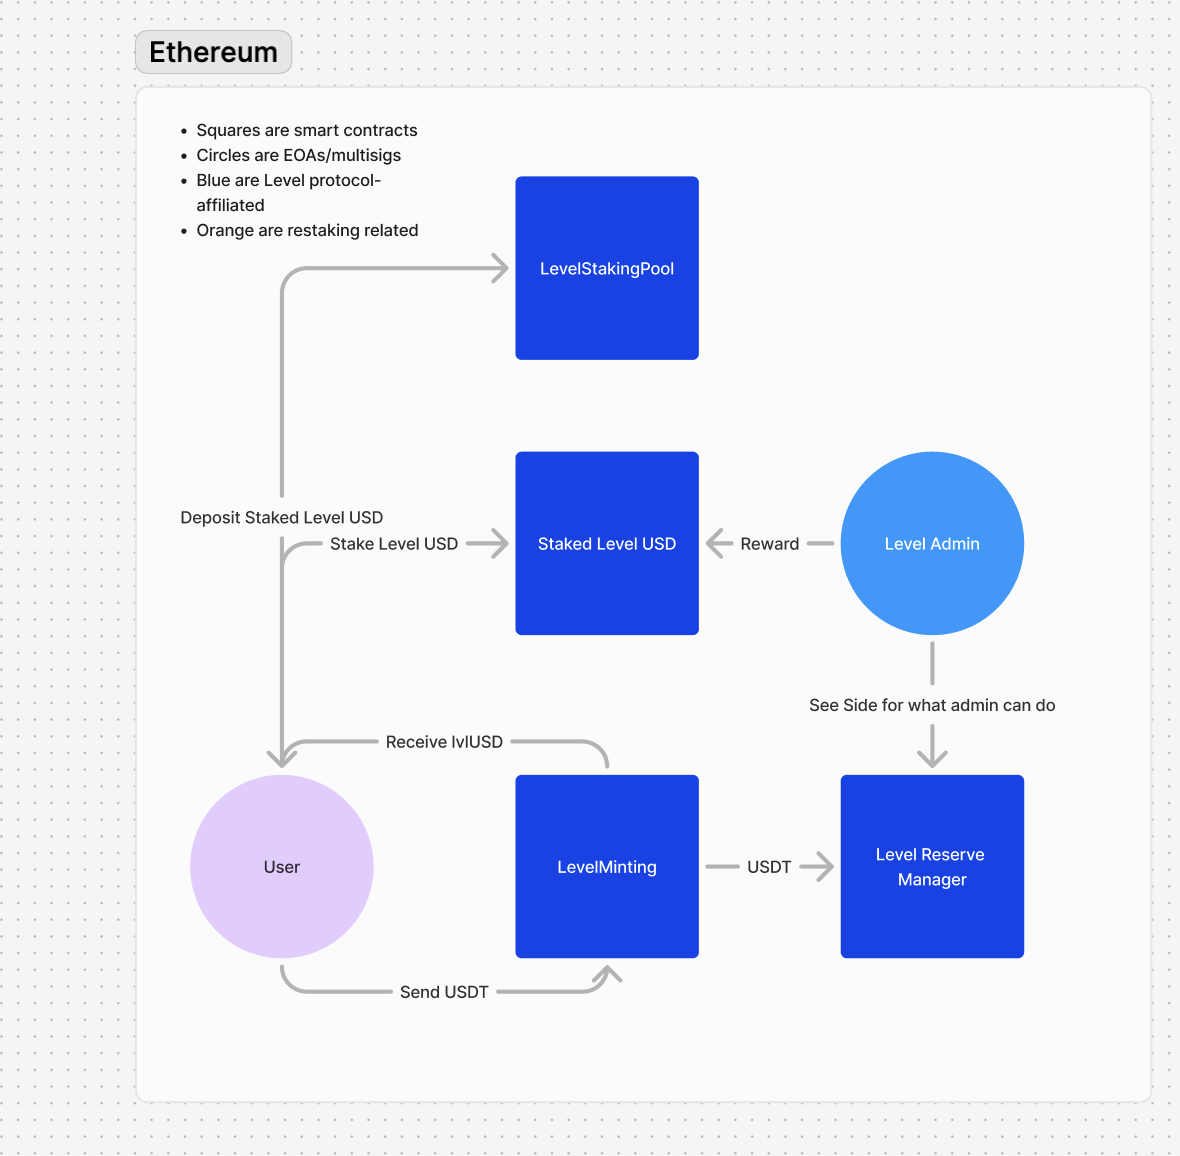 Ethereum
• Squares are smart contracts
• Circles are EOAs/multisigs
• Blue are Level protocol-
affiliated
• Orange are restaking related
LevelStakingPool
Deposit Staked Level USD
Stake Level USD
Staked Level USD
Reward
Level Admin
See Side for what admin can do
Receive lvlUSD
User
LevelMinting
USDT
Level Reserve
Manager
Send USDT